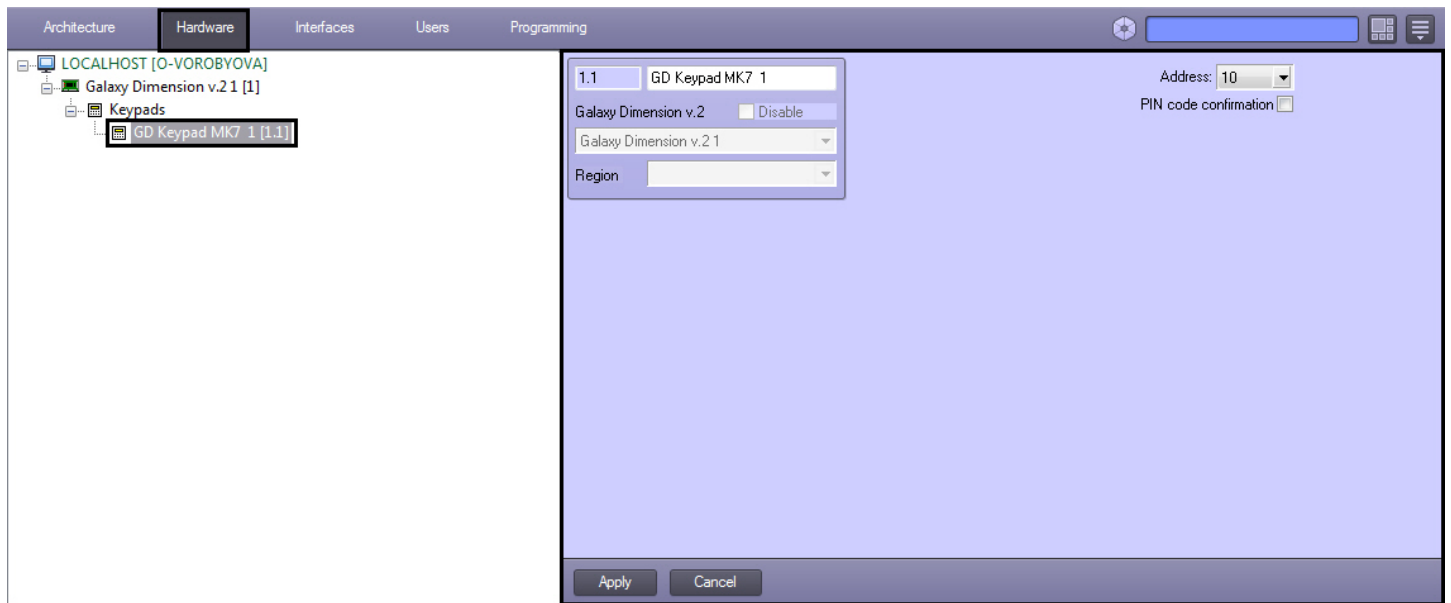 Architecture Hardware Interfaces Users Programming
LOCALHOST [O-VOROBYOVA]
Galaxy Dimension v.2 1 [1]
Keypads
GD Keypad MK7 1 [1.1]
1.1 GD Keypad MK7 1
Galaxy Dimension v.2 Disable
Galaxy Dimension v.2 1
Region
Address: 10
PIN code confirmation
Apply Cancel